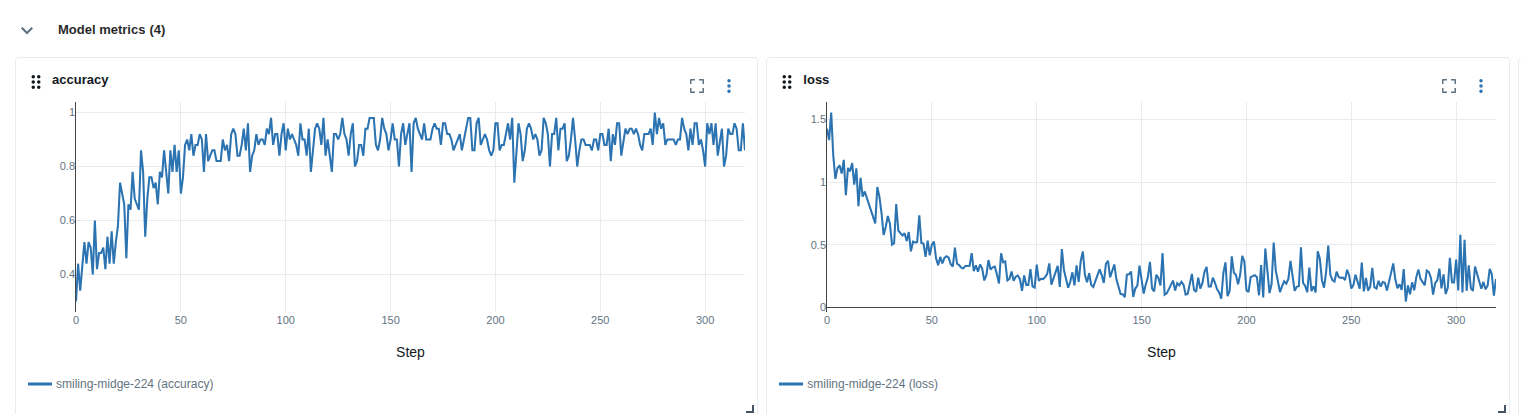 Model metrics (4)
accuracy
1
0.8
0.6
0.4
0 50 100 150 200 250 300
Step
smiling-midge-224 (accuracy)
loss
1.5
1
0.5
0
0 50 100 150 200 250 300
Step
smiling-midge-224 (loss)